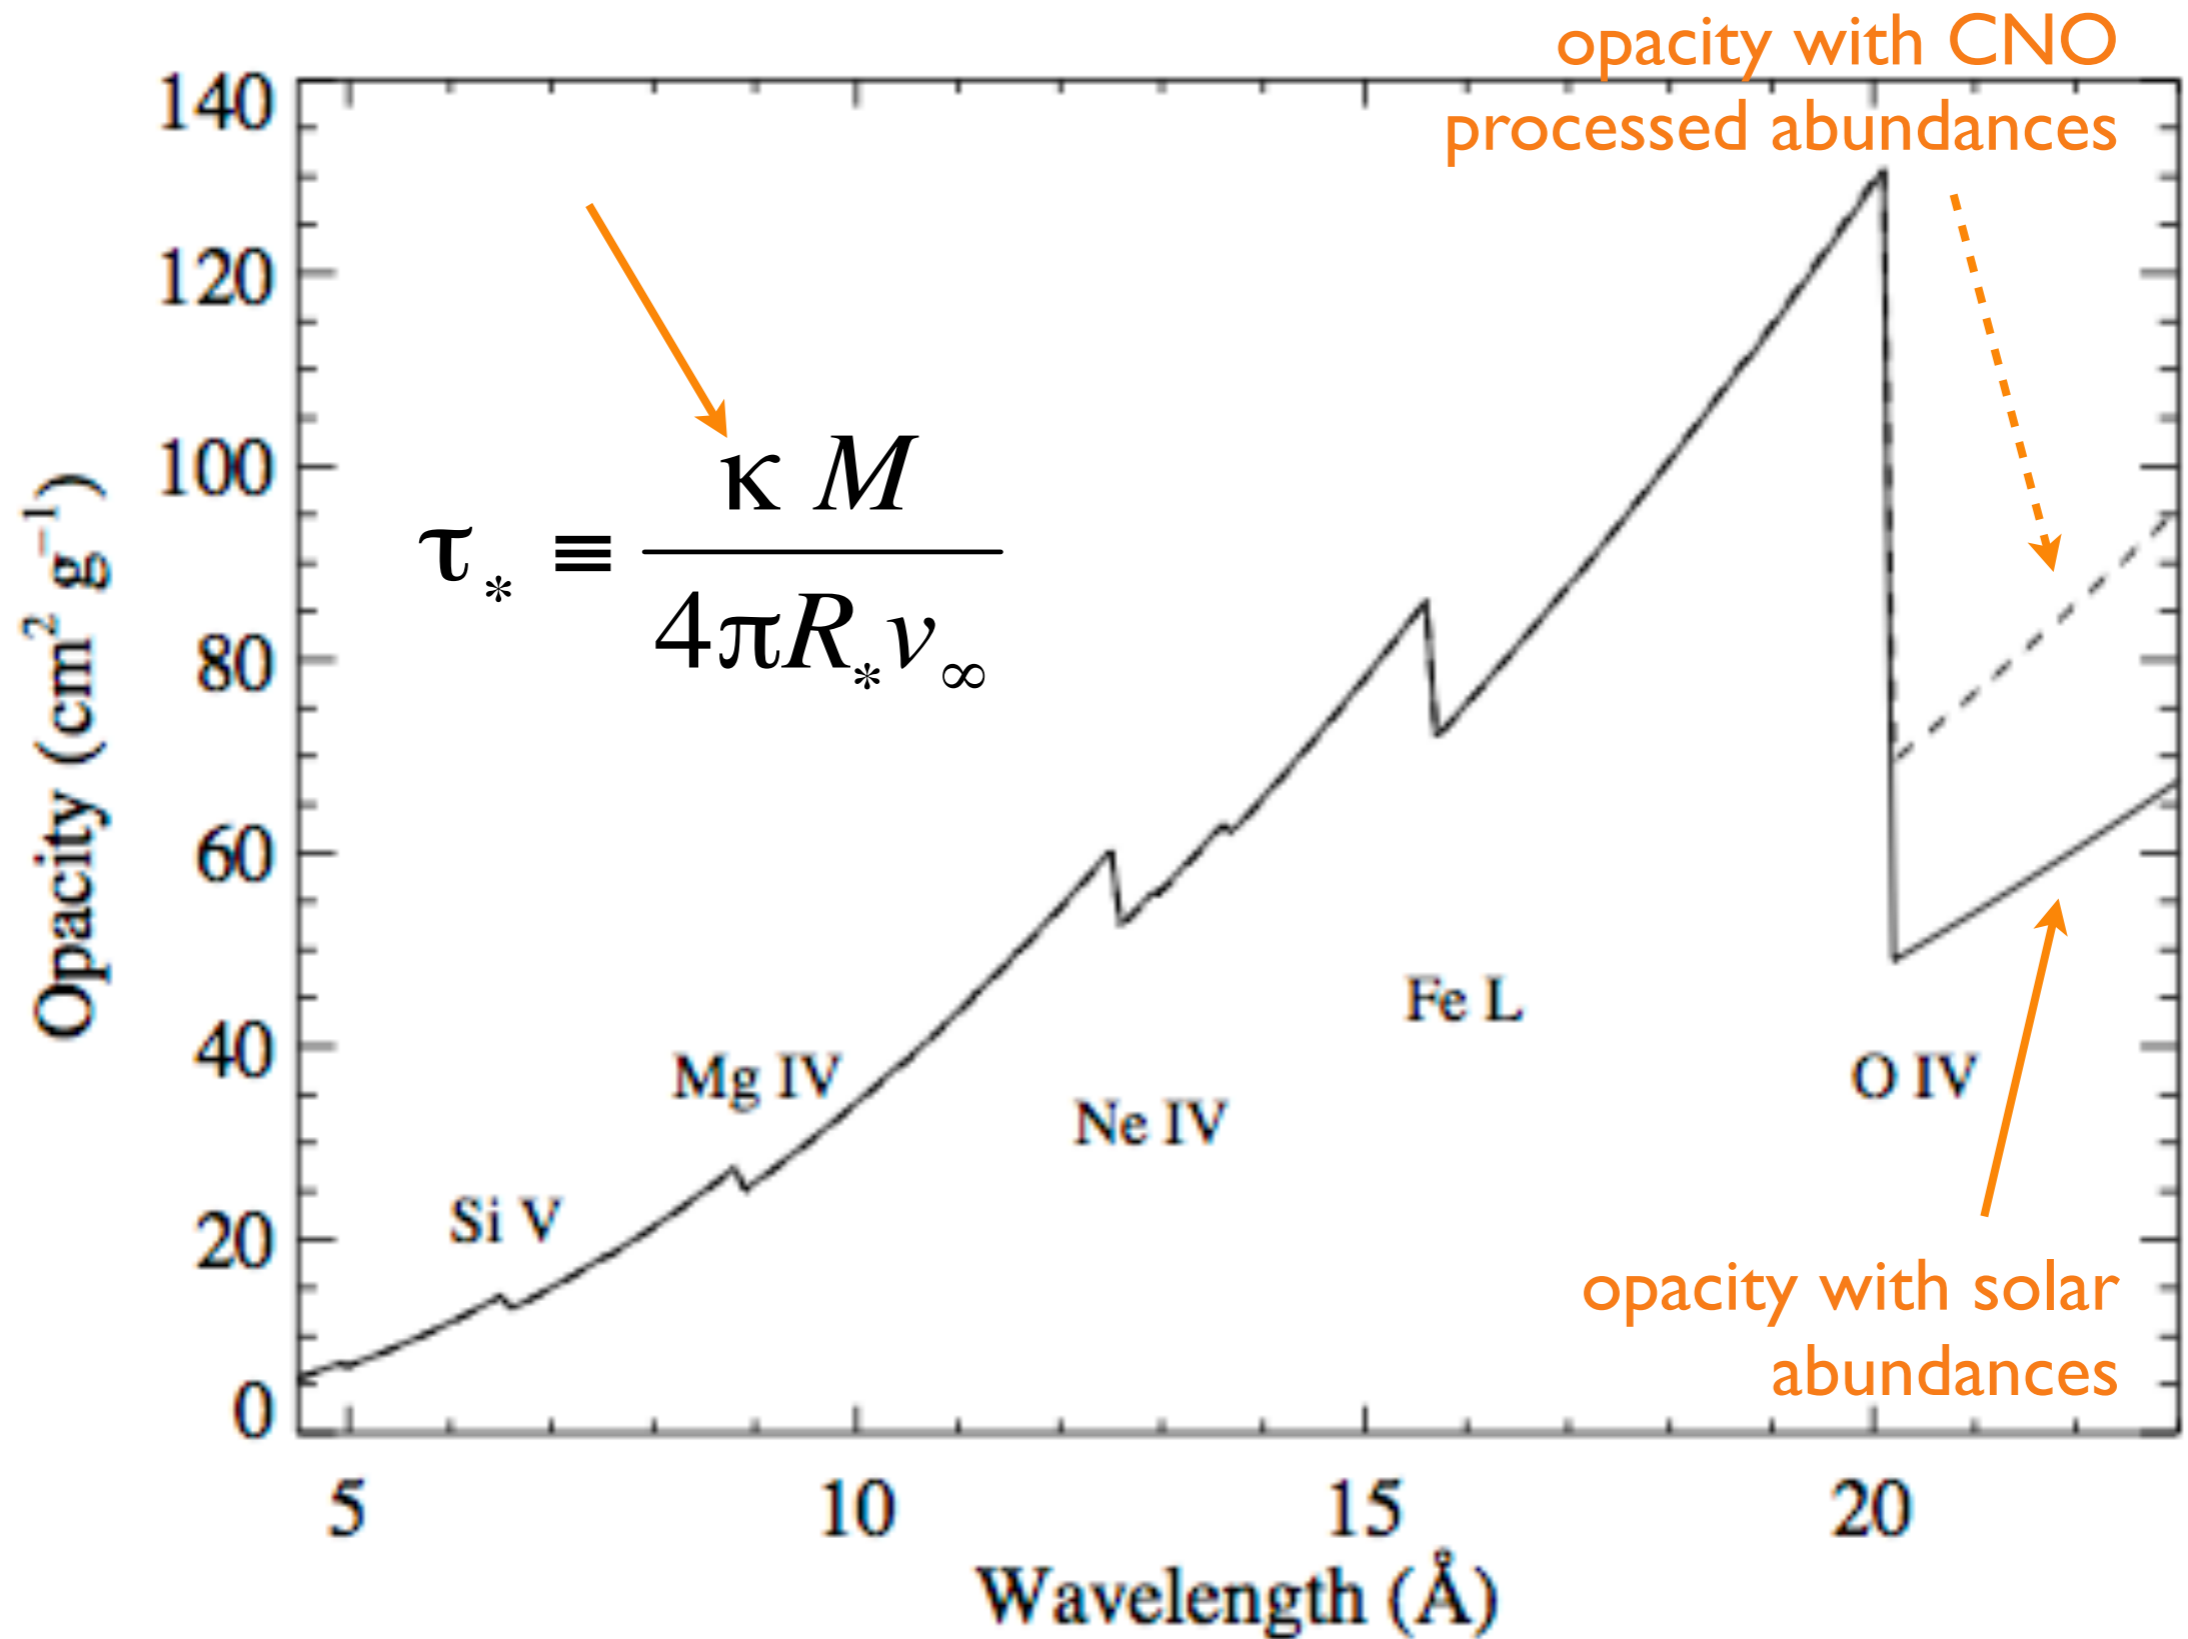 opacity with CNO
processed abundances
140
120
100
80
60
40
20
0
Opacity (cm² g⁻¹)
τ* ≡ κ M / 4πR*v∞
Si V
Mg IV
Ne IV
Fe L
O IV
opacity with solar
abundances
5 10 15 20
Wavelength (Å)